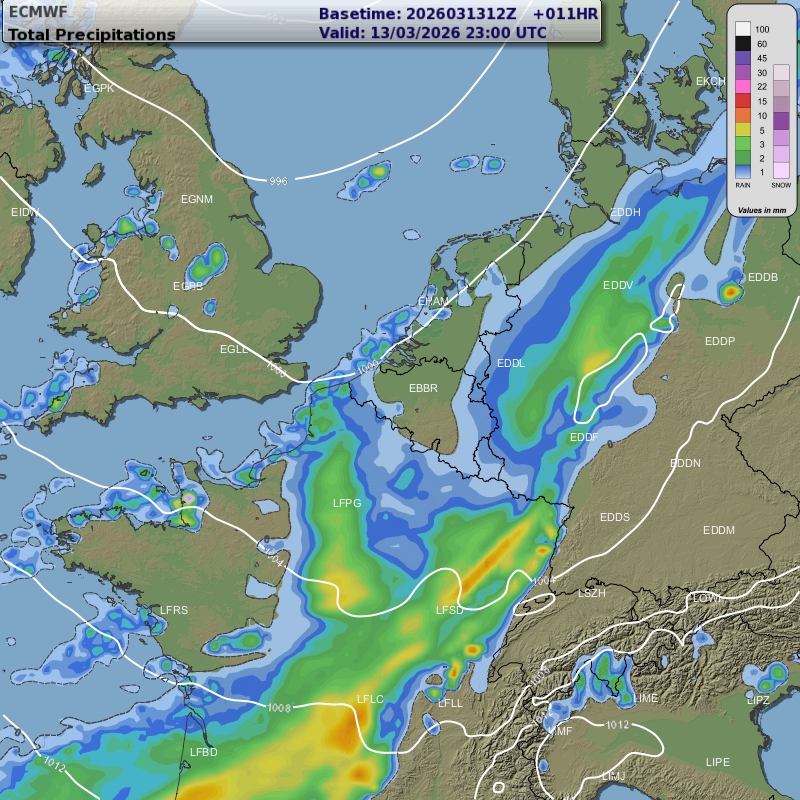 ECMWF
Basetime: 2026031312Z +011HR
Total Precipitations
Valid: 13/03/2026 23:00 UTC
100
60
45
30
22
15
10
5
3
2
1
RAIN
SNOW
Values in mm
EGPK
EKCH
996
EGNM
EIDW
EDDH
EGBB
EDDV
EDDB
EHAM
EDDP
EGLL
1000
1000
EDDL
EBBR
EDDF
EDDN
LFPG
EDDS
EDDM
1004
1004
LSZH
LOWI
LFRS
LFSD
LIME
LIPZ
LFLC
LFLL
1008
1012
LIMF
LFBD
LIPE
1012
LIMJ